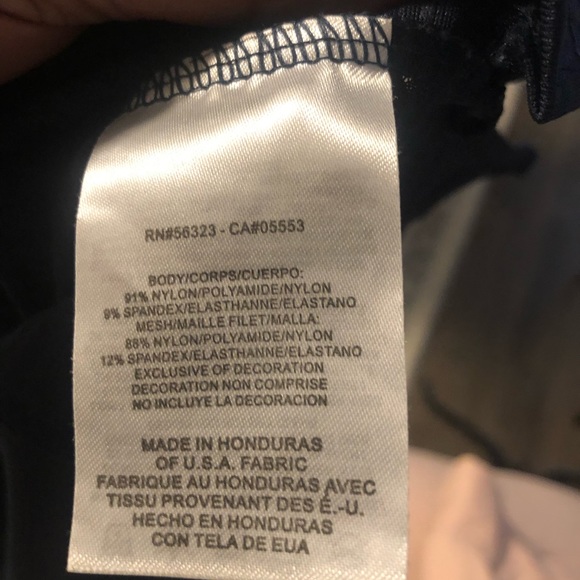 RN#56323 - CA#05553
BODY/CORPS/CUERPO:
91% NYLON/POLYAMIDE/NYLON
9% SPANDEX/ELASTHANNE/ELASTANO
MESH/MAILLE FILET/MALLA:
88% NYLON/POLYAMIDE/NYLON
12% SPANDEX/ELASTHANNE/ELASTANO
EXCLUSIVE OF DECORATION
DECORATION NON COMPRISE
NO INCLUYE LA DECORACION
MADE IN HONDURAS
OF U.S.A. FABRIC
FABRIQUE AU HONDURAS AVEC
TISSU PROVENANT DES É.-U.
HECHO EN HONDURAS
CON TELA DE EUA